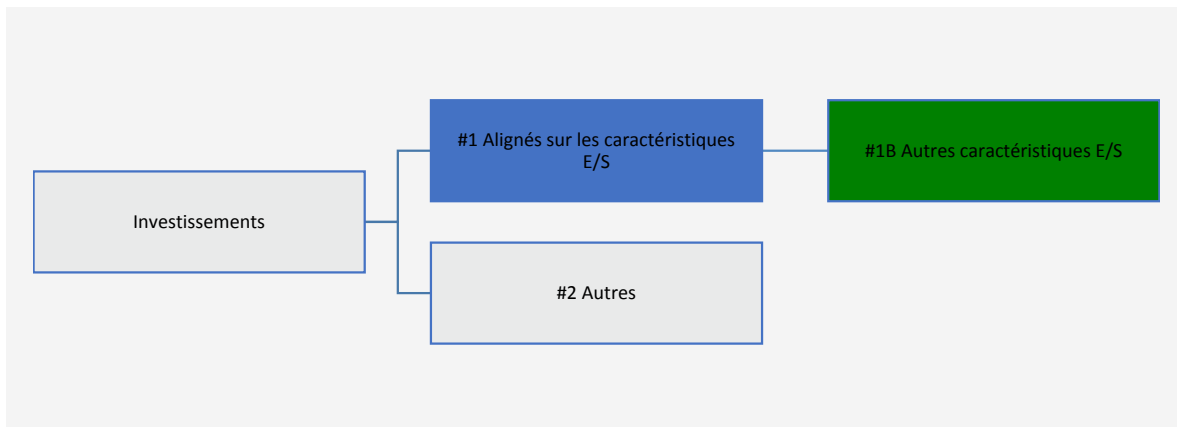 #1 Alignés sur les caractéristiques
E/S
#1B Autres caractéristiques E/S
Investissements
#2 Autres